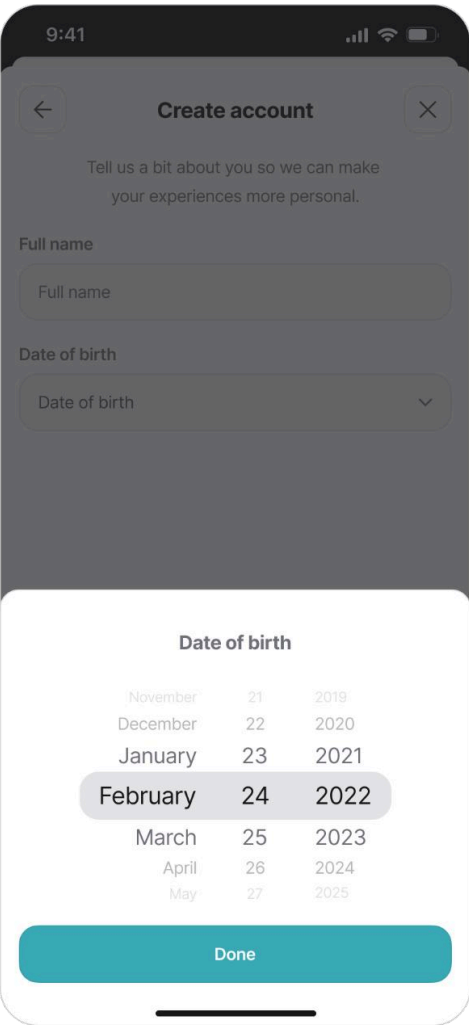 9:41
Create account
Tell us a bit about you so we can make
your experiences more personal.
Full name
Full name
Date of birth
Date of birth
Date of birth
November 21 2019
December 22 2020
January 23 2021
February 24 2022
March 25 2023
April 26 2024
May 27 2025
Done